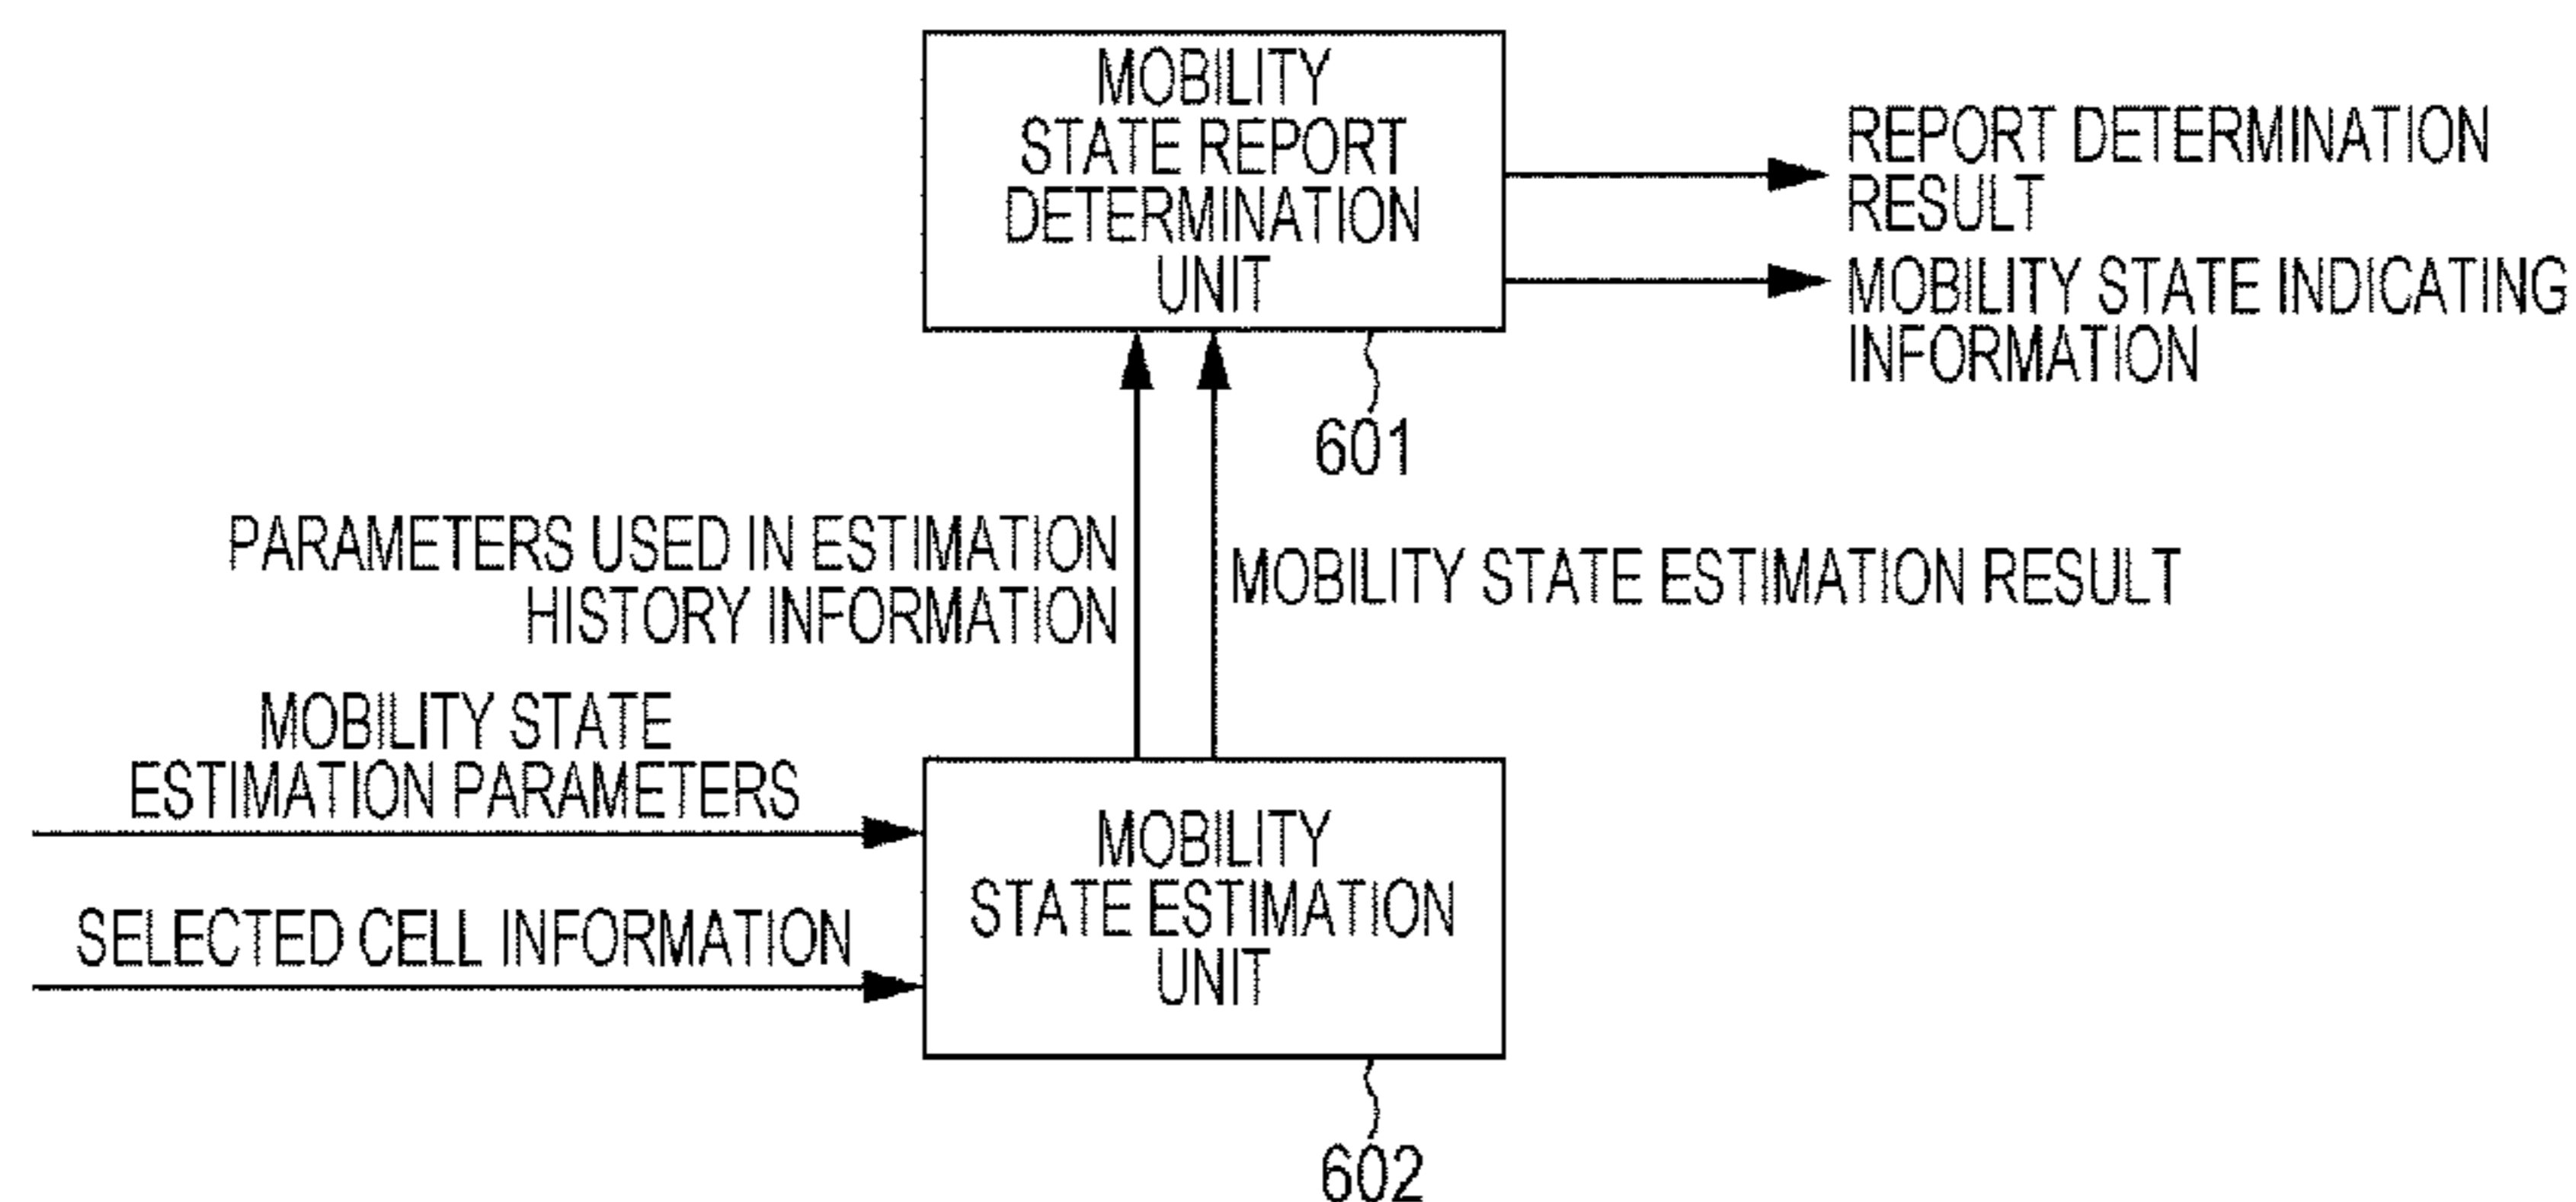 MOBILITY
STATE REPORT
DETERMINATION
UNIT
REPORT DETERMINATION
RESULT
MOBILITY STATE INDICATING
INFORMATION
601
PARAMETERS USED IN ESTIMATION
HISTORY INFORMATION
MOBILITY STATE ESTIMATION RESULT
MOBILITY STATE
ESTIMATION PARAMETERS
SELECTED CELL INFORMATION
MOBILITY
STATE ESTIMATION
UNIT
602